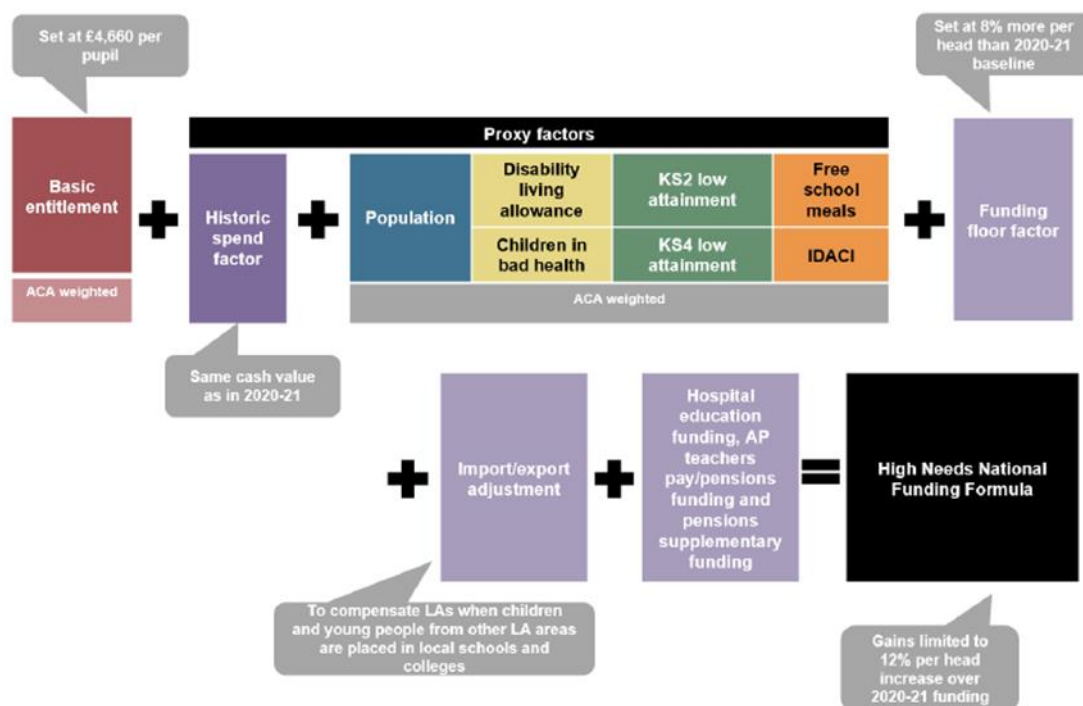 Set at £4,660 per
pupil
Set at 8% more per
head than 2020-21
baseline
Proxy factors
Basic
entitlement
ACA weighted
Historic
spend
factor
Population
Disability
living
allowance
Children in
bad health
KS2 low
attainment
KS4 low
attainment
Free
school
meals
IDACI
ACA weighted
Funding
floor factor
Same cash value
as in 2020-21
Import/export
adjustment
Hospital
education
funding, AP
teachers
pay/pensions
funding and
pensions
supplementary
funding
High Needs National
Funding Formula
To compensate LAs when children
and young people from other LA areas
are placed in local schools and
colleges
Gains limited to
12% per head
increase over
2020-21 funding